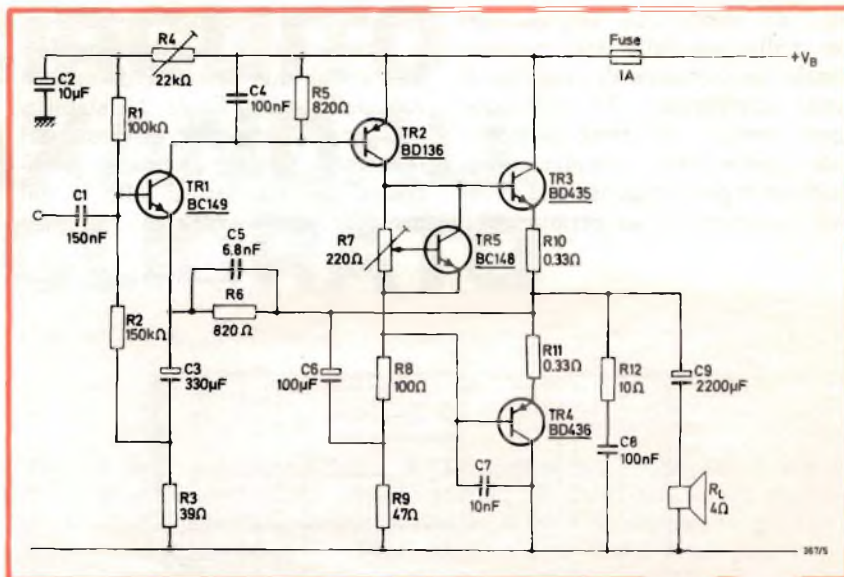 R4
22kΩ
Fuse
1A
+VB
C2
10µF
R1
100kΩ
C4
100nF
R5
820Ω
TR2
BD136
TR1
BC149
TR3
BD435
C1
150nF
C5
6.8nF
R7
220Ω
TR5
BC148
R10
0.33Ω
R6
820Ω
R2
150kΩ
C3
330µF
C6
100µF
R8
100Ω
R11
0.33Ω
R12
10Ω
C9
2200µF
TR4
BD436
C7
10nF
C8
100nF
R3
39Ω
R9
47Ω
RL
4Ω
367/5